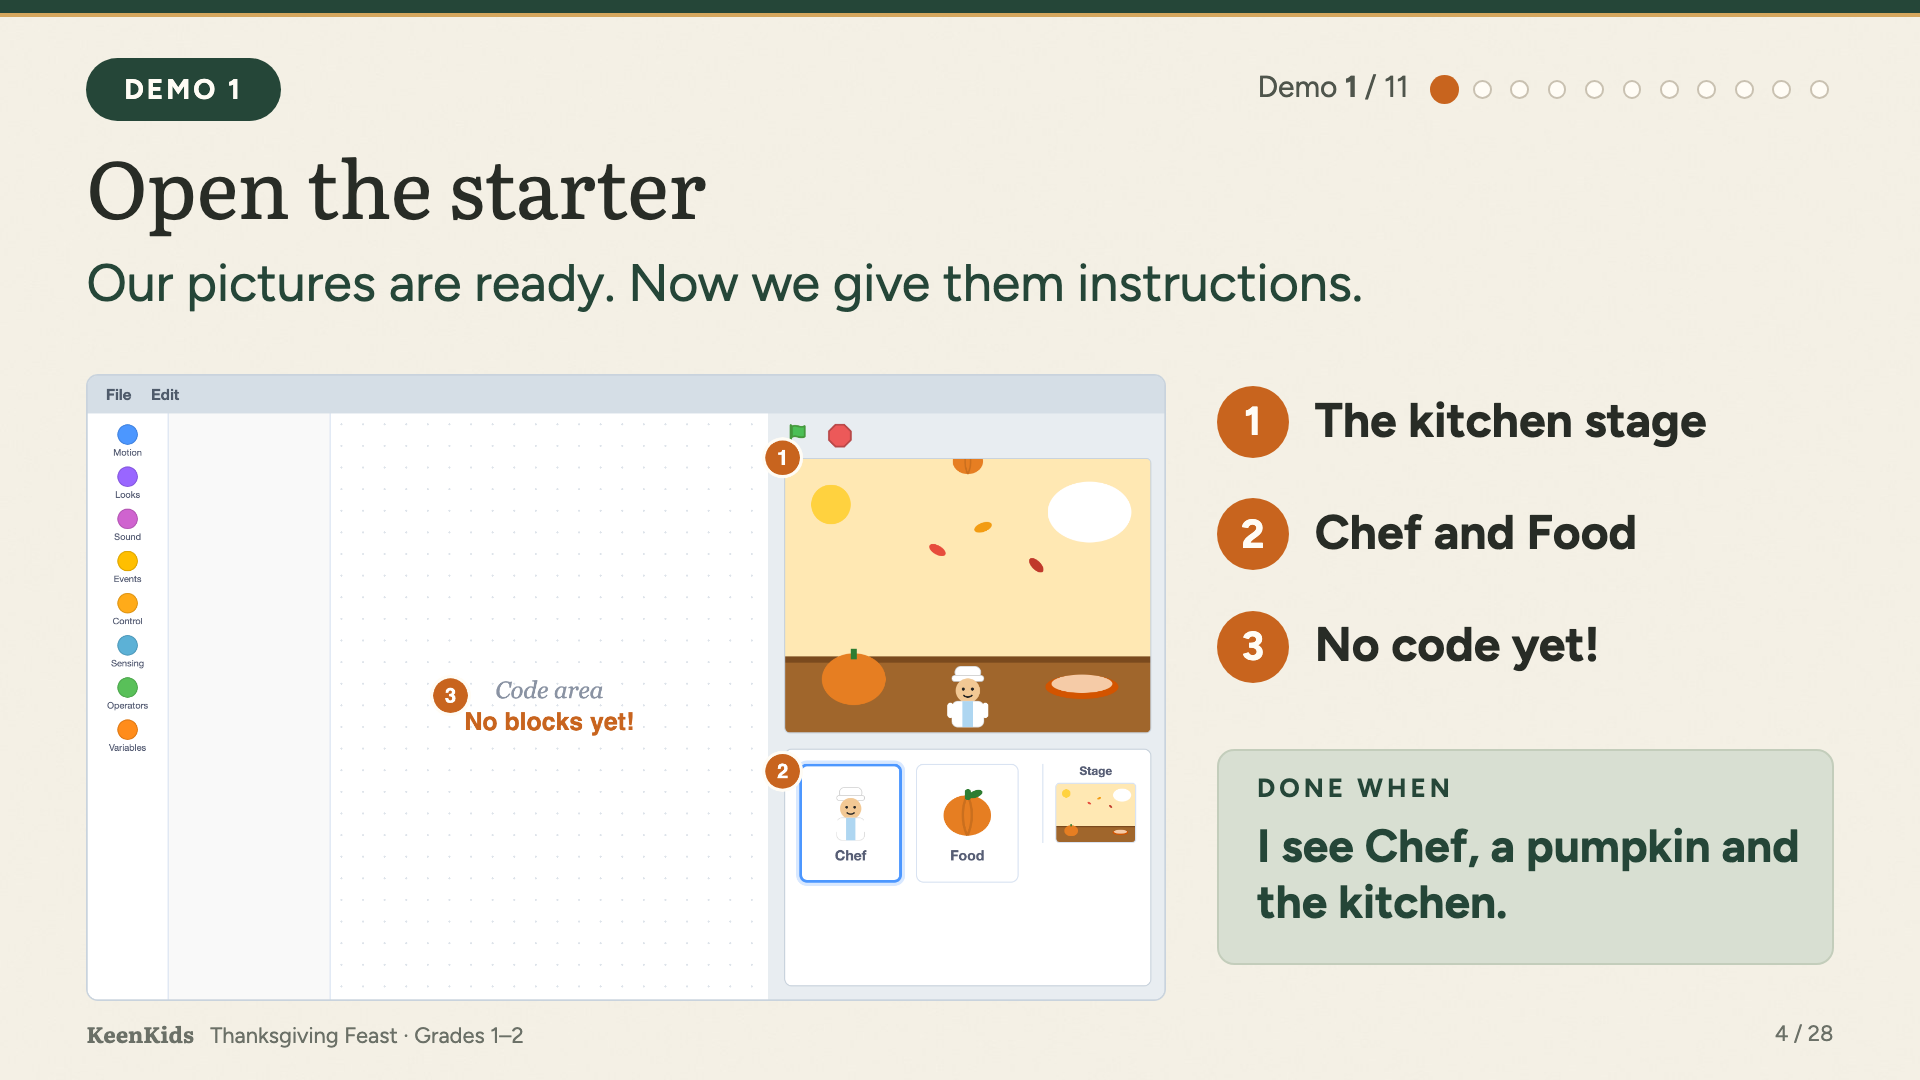 DEMO 1
Demo 1 / 11
Open the starter
Our pictures are ready. Now we give them instructions.
File Edit
Motion
Looks
Sound
Events
Control
Sensing
Operators
Variables
3 Code area
No blocks yet!
1
2
Chef
Food
Stage
1 The kitchen stage
2 Chef and Food
3 No code yet!
DONE WHEN
I see Chef, a pumpkin and
the kitchen.
KeenKids Thanksgiving Feast · Grades 1–2
4 / 28